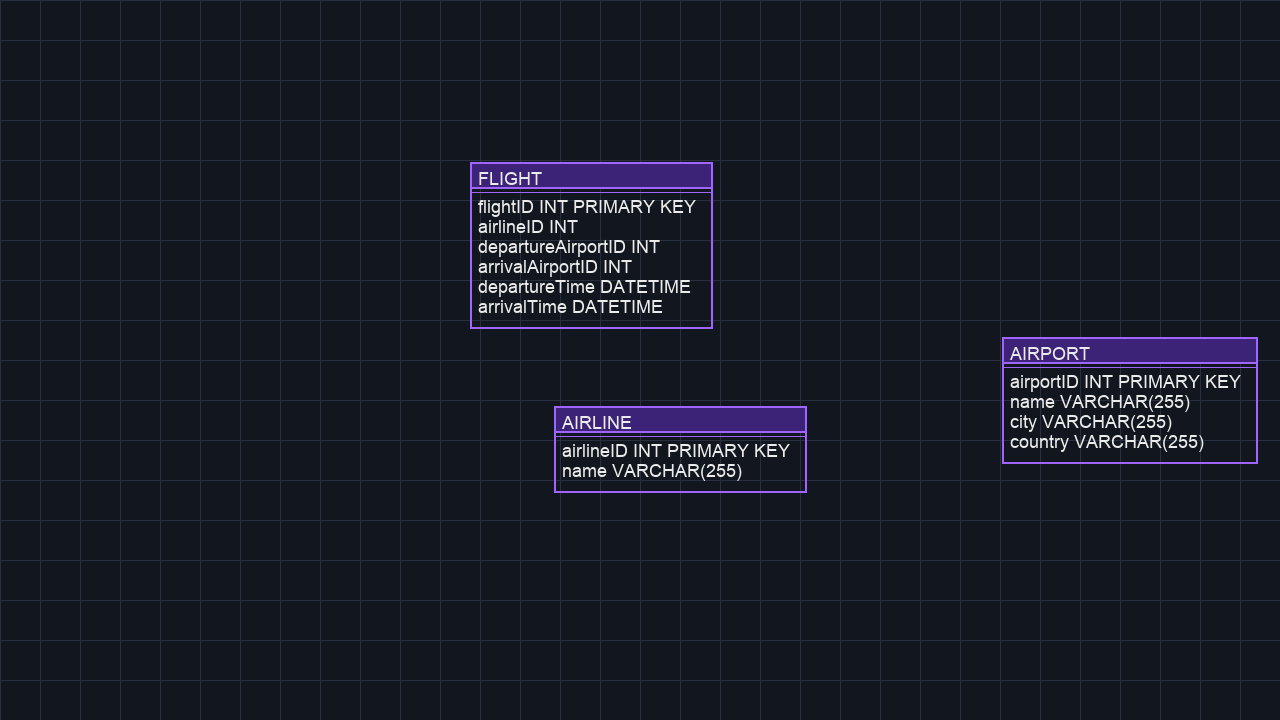 FLIGHT
flightID INT PRIMARY KEY
airlineID INT
departureAirportID INT
arrivalAirportID INT
departureTime DATETIME
arrivalTime DATETIME
AIRLINE
airlineID INT PRIMARY KEY
name VARCHAR(255)
AIRPORT
airportID INT PRIMARY KEY
name VARCHAR(255)
city VARCHAR(255)
country VARCHAR(255)